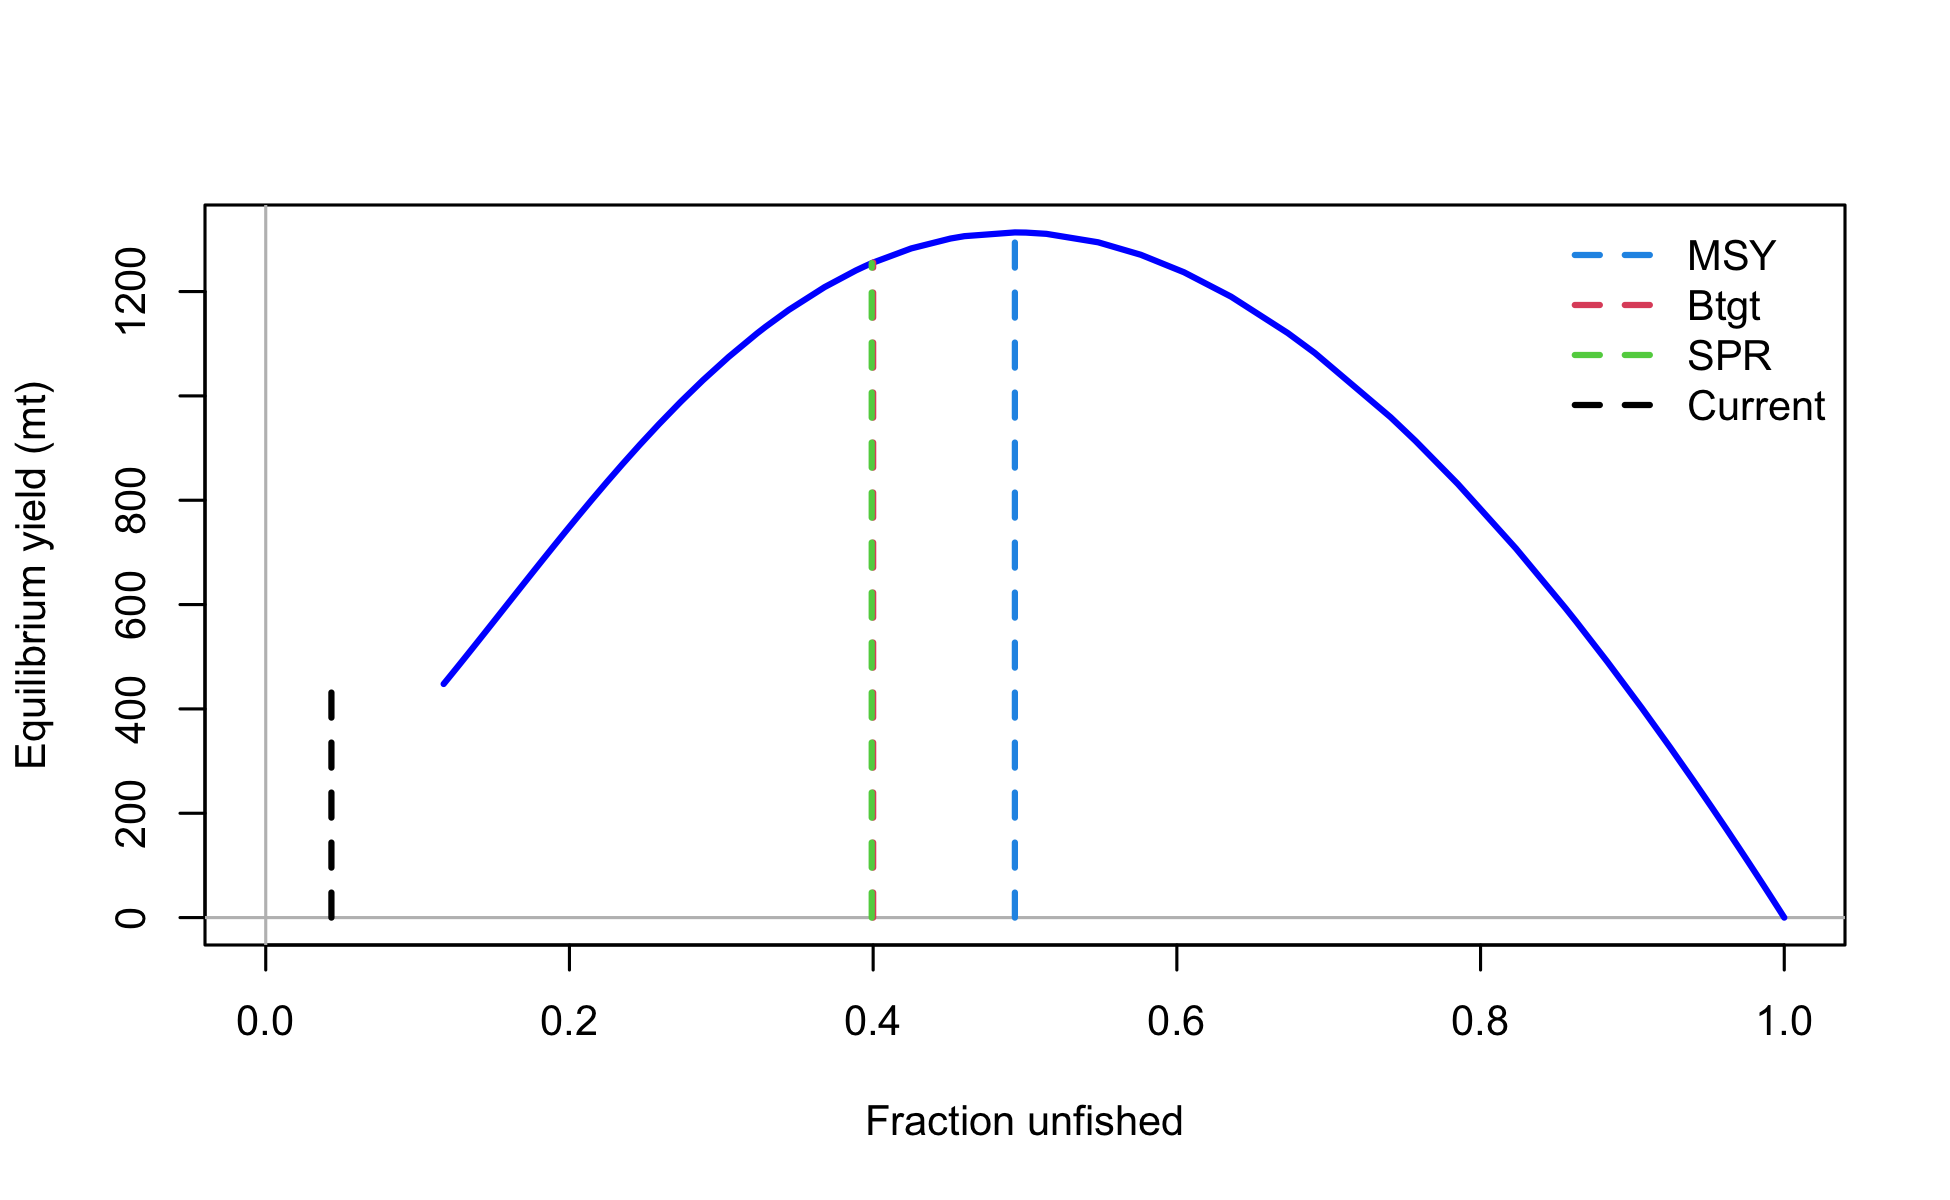 Equilibrium yield (mt)
1200
800
600
400
200
0
MSY
Btgt
SPR
Current
0.0 0.2 0.4 0.6 0.8 1.0
Fraction unfished